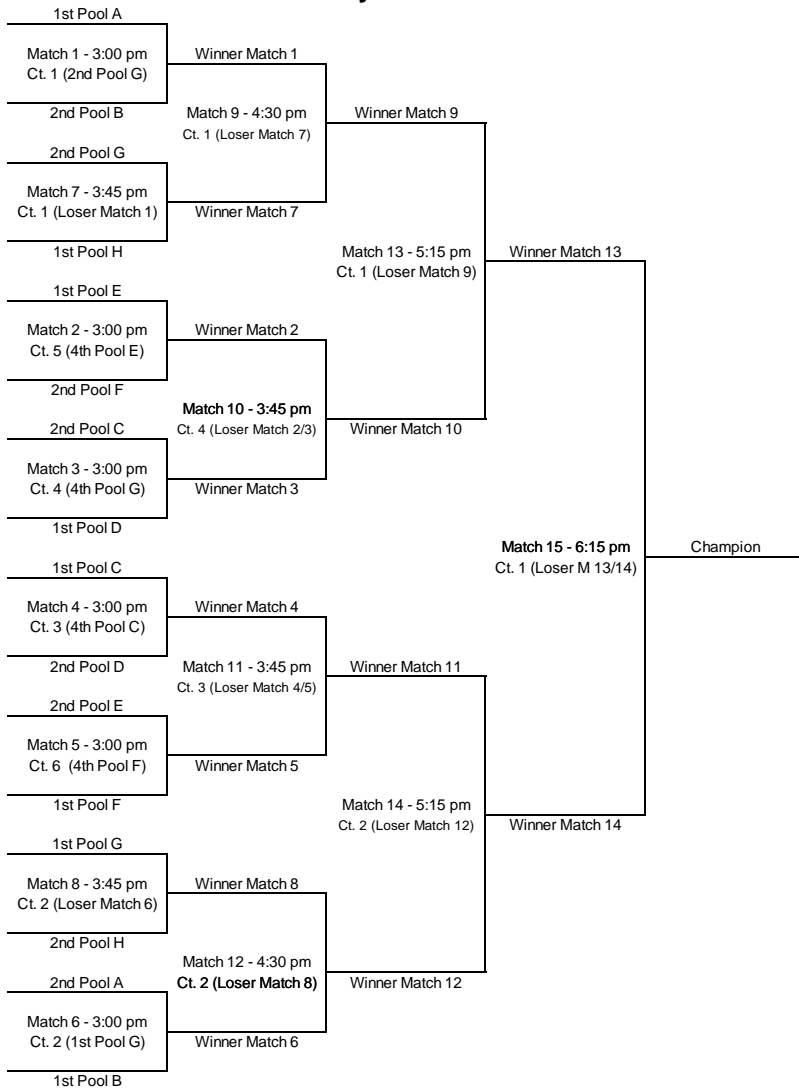 1st Pool A
Match 1 - 3:00 pm
Ct. 1 (2nd Pool G)
2nd Pool B
Winner Match 1
Match 9 - 4:30 pm
Ct. 1 (Loser Match 7)
2nd Pool G
Match 7 - 3:45 pm
Ct. 1 (Loser Match 1)
1st Pool H
Winner Match 7
Winner Match 9
Match 13 - 5:15 pm
Ct. 1 (Loser Match 9)
Winner Match 13
1st Pool E
Match 2 - 3:00 pm
Ct. 5 (4th Pool E)
2nd Pool F
Winner Match 2
Match 10 - 3:45 pm
Ct. 4 (Loser Match 2/3)
Winner Match 10
2nd Pool C
Match 3 - 3:00 pm
Ct. 4 (4th Pool G)
1st Pool D
Winner Match 3
Match 15 - 6:15 pm
Ct. 1 (Loser M 13/14)
Champion
1st Pool C
Match 4 - 3:00 pm
Ct. 3 (4th Pool C)
2nd Pool D
Winner Match 4
Match 11 - 3:45 pm
Ct. 3 (Loser Match 4/5)
Winner Match 11
2nd Pool E
Match 5 - 3:00 pm
Ct. 6  (4th Pool F)
1st Pool F
Winner Match 5
Match 14 - 5:15 pm
Ct. 2 (Loser Match 12)
Winner Match 14
1st Pool G
Match 8 - 3:45 pm
Ct. 2 (Loser Match 6)
2nd Pool H
Winner Match 8
Match 12 - 4:30 pm
Ct. 2 (Loser Match 8)
Winner Match 12
2nd Pool A
Match 6 - 3:00 pm
Ct. 2 (1st Pool G)
1st Pool B
Winner Match 6